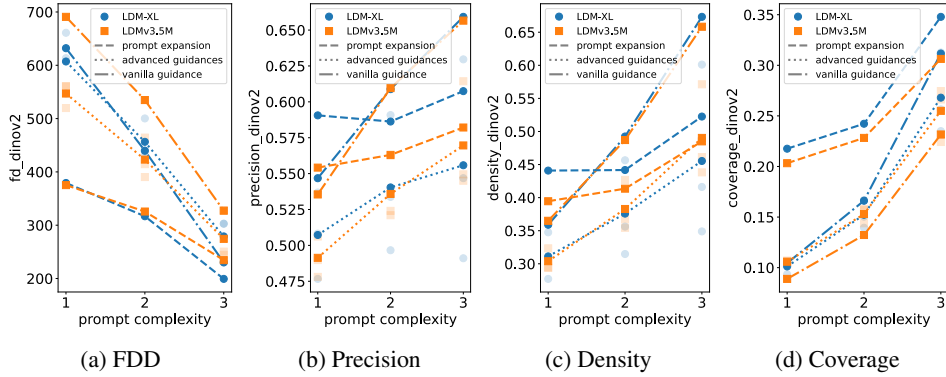 fd_dinov2
700
600
500
400
300
200
LDM-XL
LDMv3.5M
prompt expansion
advanced guidances
vanilla guidance
1 2 3
prompt complexity
(a) FDD
precision_dinov2
0.650
0.625
0.600
0.575
0.550
0.525
0.500
0.475
LDM-XL
LDMv3.5M
prompt expansion
advanced guidances
vanilla guidance
1 2 3
prompt complexity
(b) Precision
density_dinov2
0.65
0.60
0.55
0.50
0.45
0.40
0.35
0.30
LDM-XL
LDMv3.5M
prompt expansion
advanced guidances
vanilla guidance
1 2 3
prompt complexity
(c) Density
coverage_dinov2
0.35
0.30
0.25
0.20
0.15
0.10
LDM-XL
LDMv3.5M
prompt expansion
advanced guidances
vanilla guidance
1 2 3
prompt complexity
(d) Coverage